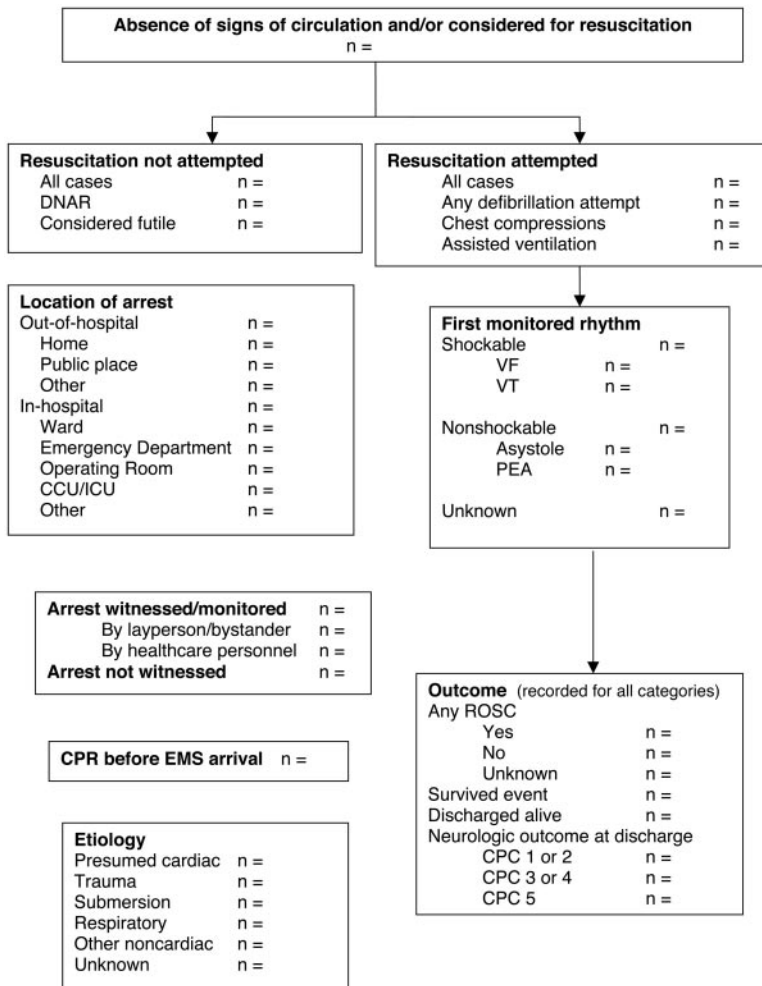 Absence of signs of circulation and/or considered for resuscitation
n =
Resuscitation not attempted
All cases n =
DNAR n =
Considered futile n =
Resuscitation attempted
All cases n =
Any defibrillation attempt n =
Chest compressions n =
Assisted ventilation n =
Location of arrest
Out-of-hospital n =
Home n =
Public place n =
Other n =
In-hospital n =
Ward n =
Emergency Department n =
Operating Room n =
CCU/ICU n =
Other n =
First monitored rhythm
Shockable n =
VF n =
VT n =
Nonshockable n =
Asystole n =
PEA n =
Unknown n =
Arrest witnessed/monitored n =
By layperson/bystander n =
By healthcare personnel n =
Arrest not witnessed n =
CPR before EMS arrival n =
Etiology
Presumed cardiac n =
Trauma n =
Submersion n =
Respiratory n =
Other noncardiac n =
Unknown n =
Outcome (recorded for all categories)
Any ROSC
Yes n =
No n =
Unknown n =
Survived event n =
Discharged alive n =
Neurologic outcome at discharge
CPC 1 or 2 n =
CPC 3 or 4 n =
CPC 5 n =